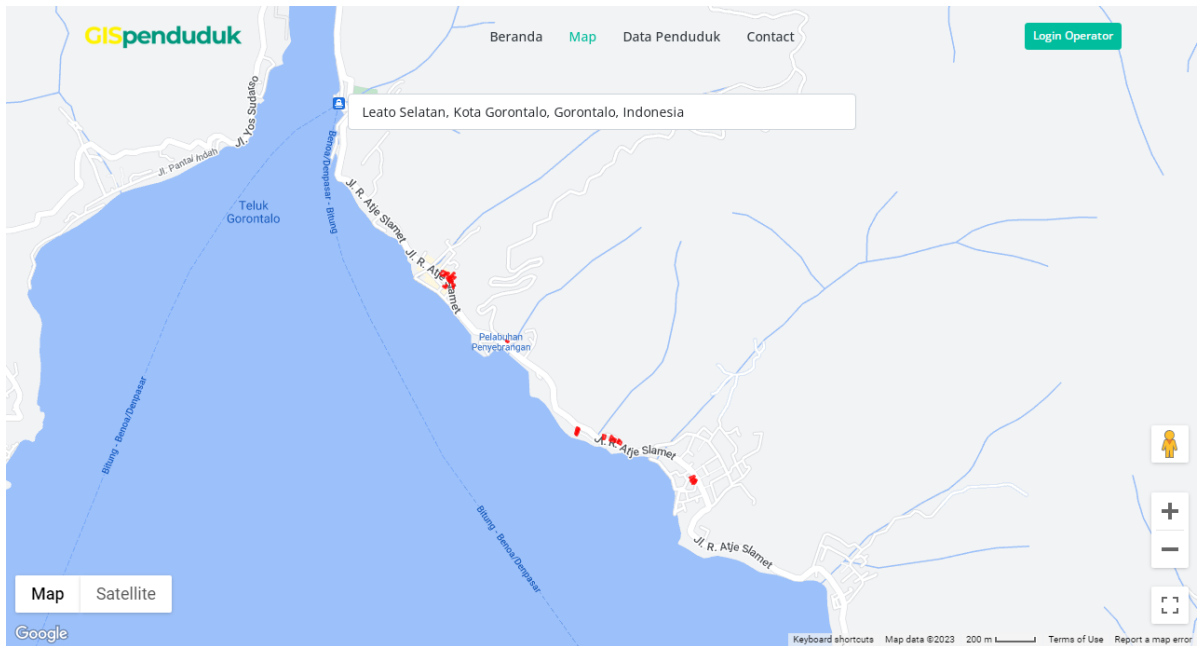 GISpenduduk
Beranda
Map
Data Penduduk
Contact
Login Operator
Leato Selatan, Kota Gorontalo, Gorontalo, Indonesia
Jl. Yos Sudarso
Jl. Pantai Indah
Benoa/Denpasar - Bitung
Teluk
Gorontalo
Jl. R. Atje Slamet
Jl. R. Atje Slamet
Pelabuhan
Penyebrangan
Bitung - Benoa/Denpasar
Jl. R. Atje Slamet
Bitung - Benoa/Denpasar
Jl. R. Atje Slamet
Map
Satellite
Google
Keyboard shortcuts
Map data ©2023
200 m
Terms of Use
Report a map error